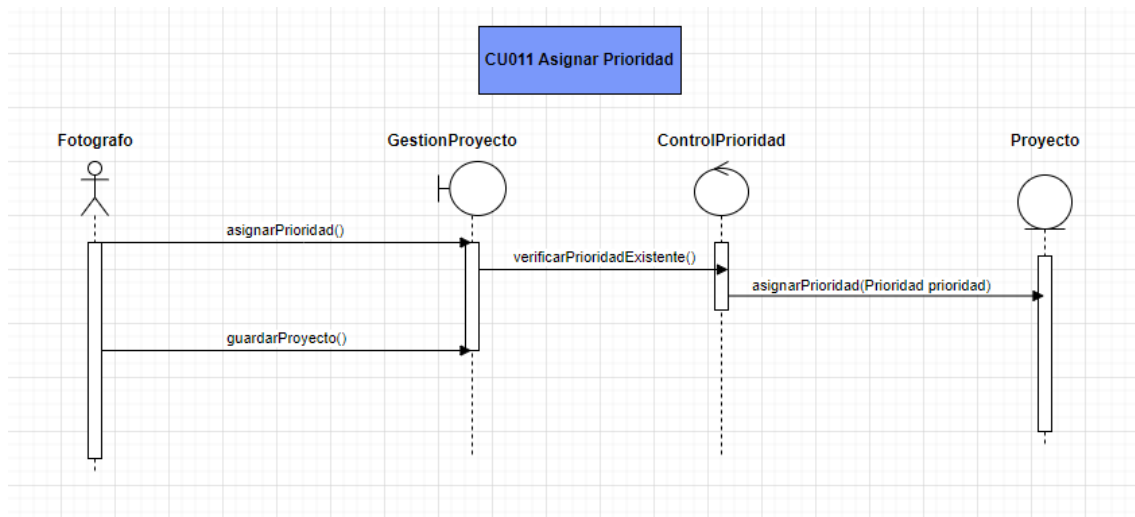 CU011 Asignar Prioridad
Fotografo
GestionProyecto
ControlPrioridad
Proyecto
asignarPrioridad()
verificarPrioridadExistente()
asignarPrioridad(Prioridad prioridad)
guardarProyecto()